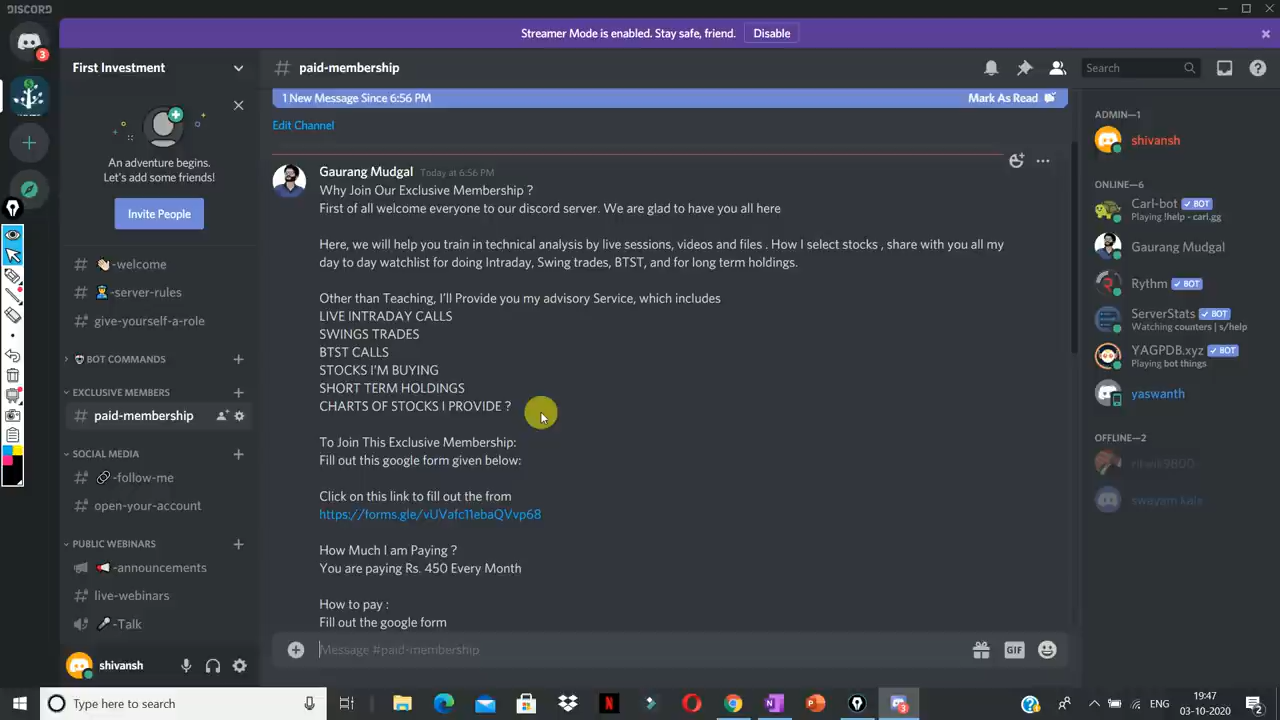 DISCORD
Streamer Mode is enabled. Stay safe, friend.
Disable
3
First Investment
An adventure begins.
Let's add some friends!
Invite People
# 👋-welcome
# 👮-server-rules
# give-yourself-a-role
BOT COMMANDS
EXCLUSIVE MEMBERS
# paid-membership
SOCIAL MEDIA
# 🔗-follow-me
# open-your-account
PUBLIC WEBINARS
📢-announcements
# live-webinars
🎤-Talk
shivansh
# paid-membership
Search
1 New Message Since 6:56 PM
Mark As Read
Edit Channel
Gaurang Mudgal Today at 6:56 PM
Why Join Our Exclusive Membership ?
First of all welcome everyone to our discord server. We are glad to have you all here
Here, we will help you train in technical analysis by live sessions, videos and files . How I select stocks , share with you all my
day to day watchlist for doing Intraday, Swing trades, BTST, and for long term holdings.
Other than Teaching, I'll Provide you my advisory Service, which includes
LIVE INTRADAY CALLS
SWINGS TRADES
BTST CALLS
STOCKS I'M BUYING
SHORT TERM HOLDINGS
CHARTS OF STOCKS I PROVIDE ?
To Join This Exclusive Membership:
Fill out this google form given below:
Click on this link to fill out the from
https://forms.gle/vUVafc11ebaQVvp68
How Much I am Paying ?
You are paying Rs. 450 Every Month
How to pay :
Fill out the google form
Message #paid-membership
GIF
ADMIN—1
shivansh
ONLINE—6
Carl-bot BOT
Playing !help - carl.gg
Gaurang Mudgal
Rythm BOT
ServerStats BOT
Watching counters | s/help
YAGPDB.xyz BOT
Playing bot things
yaswanth
OFFLINE—2
swayam kale
Type here to search
3
ENG
19:47
03-10-2020
2